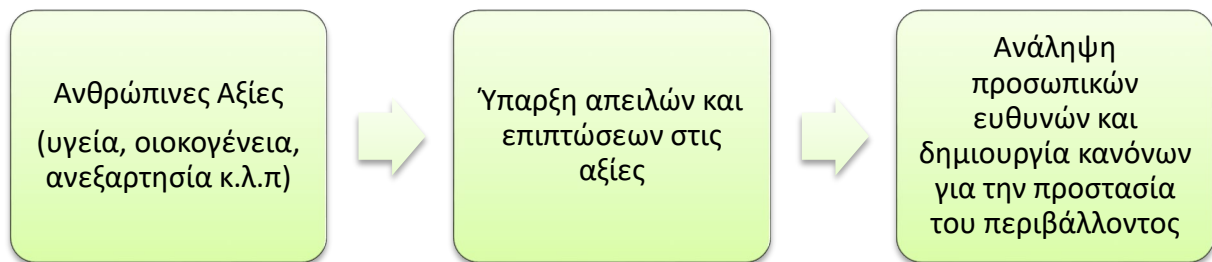 Ανθρώπινες Αξίες
(υγεία, οιοκογένεια,
ανεξαρτησία κ.λ.π)
Ύπαρξη απειλών και
επιπτώσεων στις
αξίες
Ανάληψη
προσωπικών
ευθυνών και
δημιουργία κανόνων
για την προστασία
του περιβάλλοντος